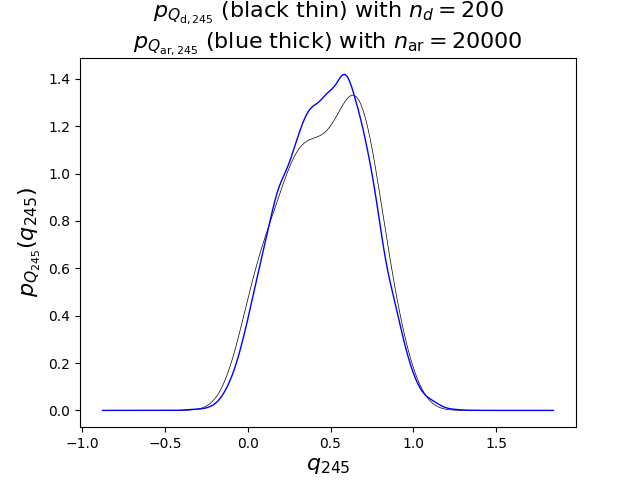 p_{Q_{d,245}} (black thin) with n_d = 200
p_{Q_{ar,245}} (blue thick) with n_{ar} = 20000
p_{Q_{245}}(q_{245})
1.4
1.2
1.0
0.8
0.6
0.4
0.2
0.0
−1.0 −0.5 0.0 0.5 1.0 1.5
q_{245}